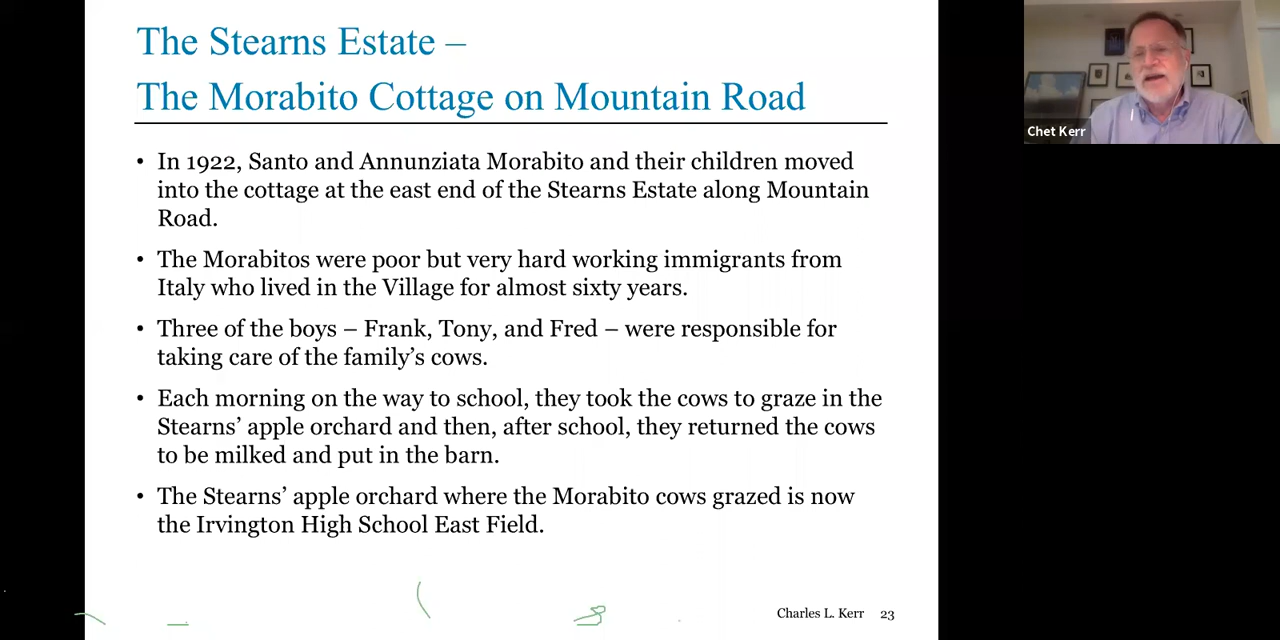 The Stearns Estate –
The Morabito Cottage on Mountain Road
• In 1922, Santo and Annunziata Morabito and their children moved
into the cottage at the east end of the Stearns Estate along Mountain
Road.
• The Morabitos were poor but very hard working immigrants from
Italy who lived in the Village for almost sixty years.
• Three of the boys – Frank, Tony, and Fred – were responsible for
taking care of the family’s cows.
• Each morning on the way to school, they took the cows to graze in the
Stearns’ apple orchard and then, after school, they returned the cows
to be milked and put in the barn.
• The Stearns’ apple orchard where the Morabito cows grazed is now
the Irvington High School East Field.
Charles L. Kerr 23
Chet Kerr